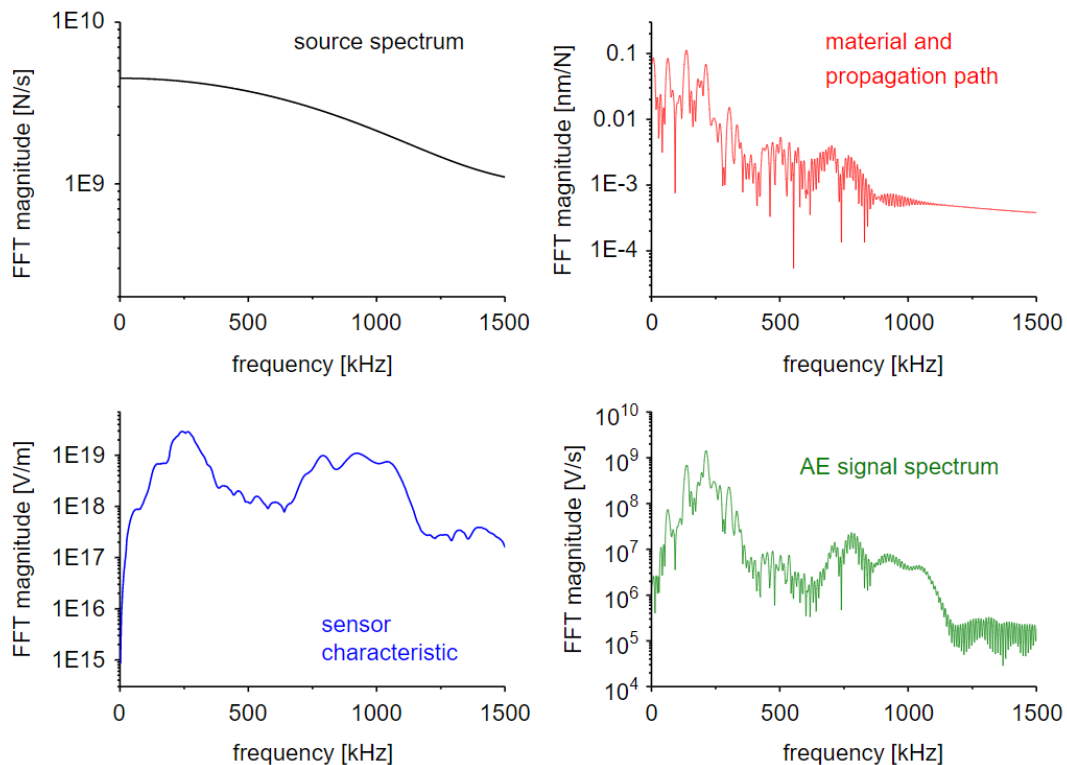 1E10
1E9
FFT magnitude [N/s]
source spectrum
0 500 1000 1500
frequency [kHz]
0.1
0.01
1E-3
1E-4
FFT magnitude [nm/N]
material and
propagation path
0 500 1000 1500
frequency [kHz]
1E19
1E18
1E17
1E16
1E15
FFT magnitude [V/m]
sensor
characteristic
0 500 1000 1500
frequency [kHz]
10¹⁰
10⁹
10⁸
10⁷
10⁶
10⁵
10⁴
FFT magnitude [V/s]
AE signal spectrum
0 500 1000 1500
frequency [kHz]